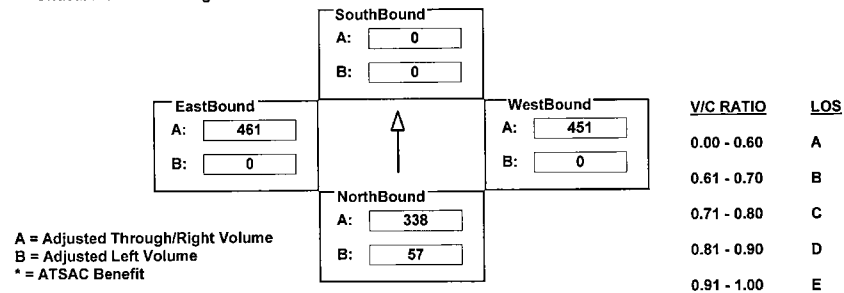 SouthBound
A: 0
B: 0
EastBound
A: 461
B: 0
WestBound
A: 451
B: 0
NorthBound
A: 338
B: 57
V/C RATIO LOS
0.00 - 0.60 A
0.61 - 0.70 B
0.71 - 0.80 C
0.81 - 0.90 D
0.91 - 1.00 E
A = Adjusted Through/Right Volume
B = Adjusted Left Volume
* = ATSAC Benefit